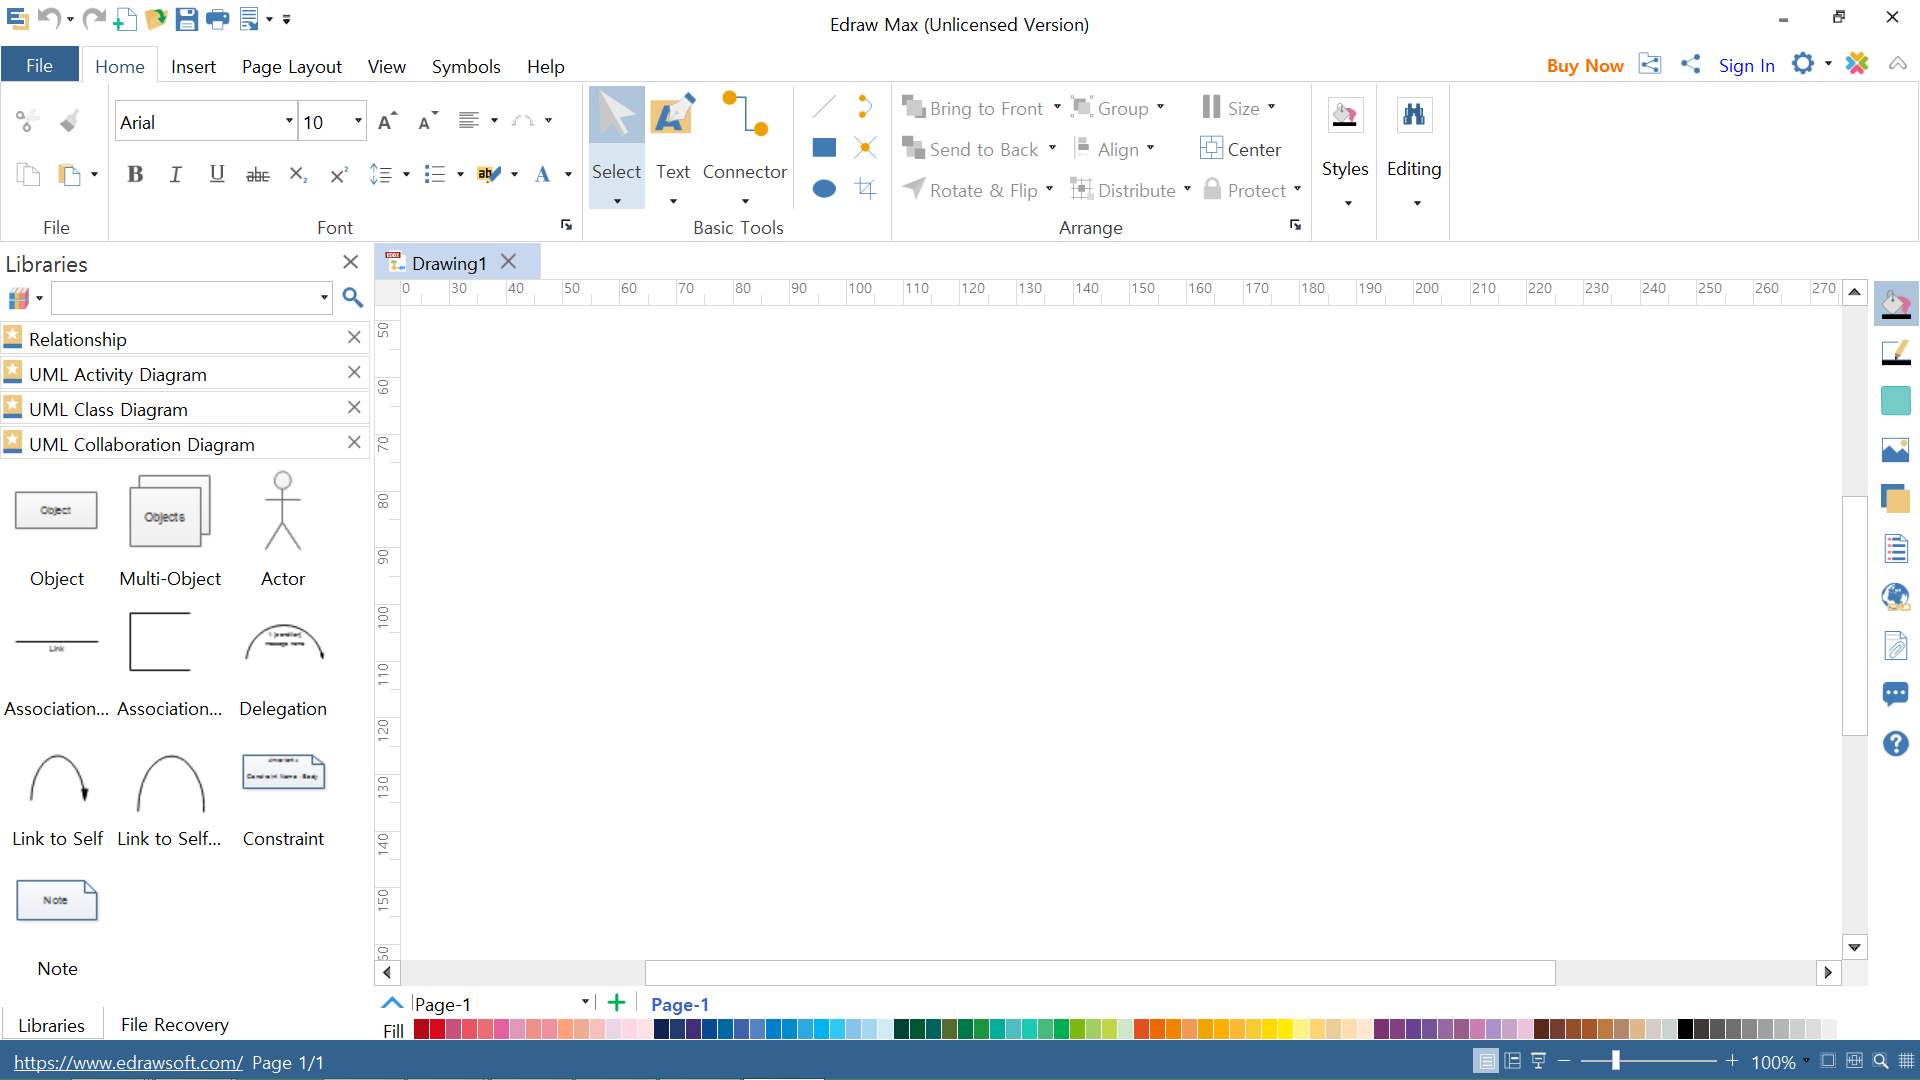 Edraw Max (Unlicensed Version)
File Home Insert Page Layout View Symbols Help
Buy Now Sign In
Arial 10
Bring to Front Group Size
Send to Back Align Center
Rotate & Flip Distribute Protect
Select Text Connector Styles Editing
File Font Basic Tools Arrange
Libraries
Drawing1
0 30 40 50 60 70 80 90 100 110 120 130 140 150 160 170 180 190 200 210 220 230 240 250 260 270
50
60
70
80
90
100
110
120
130
140
150
Relationship
UML Activity Diagram
UML Class Diagram
UML Collaboration Diagram
Object
Objects
Object Multi-Object Actor
Link
Association... Association... Delegation
Link to Self Link to Self... Constraint
Note
Note
Page-1 Page-1
Libraries File Recovery
Fill
https://www.edrawsoft.com/ Page 1/1
100%